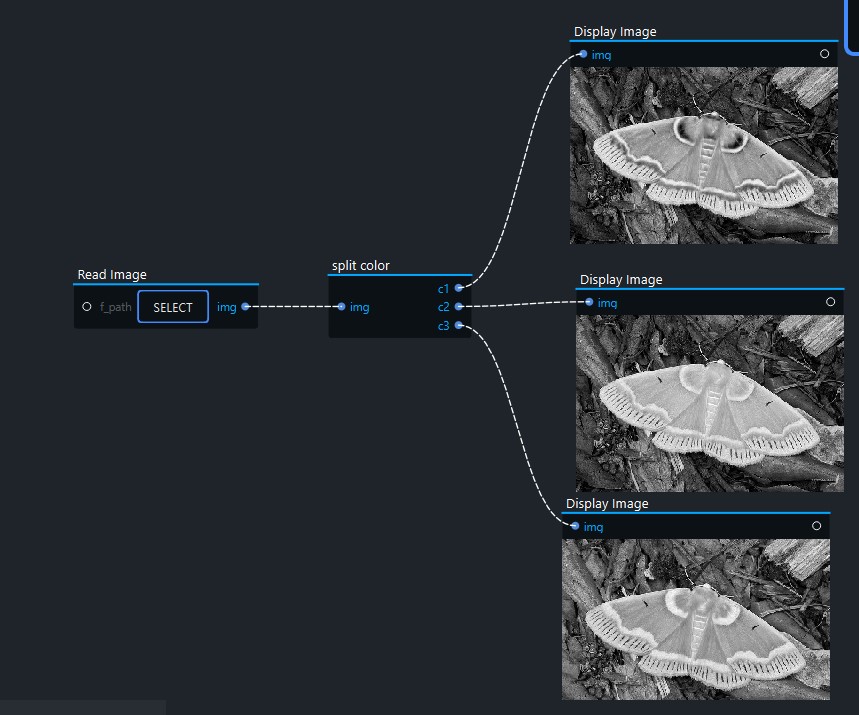 Display Image
img
Read Image
f_path
SELECT
img
split color
img
c1
c2
c3
Display Image
img
Display Image
img